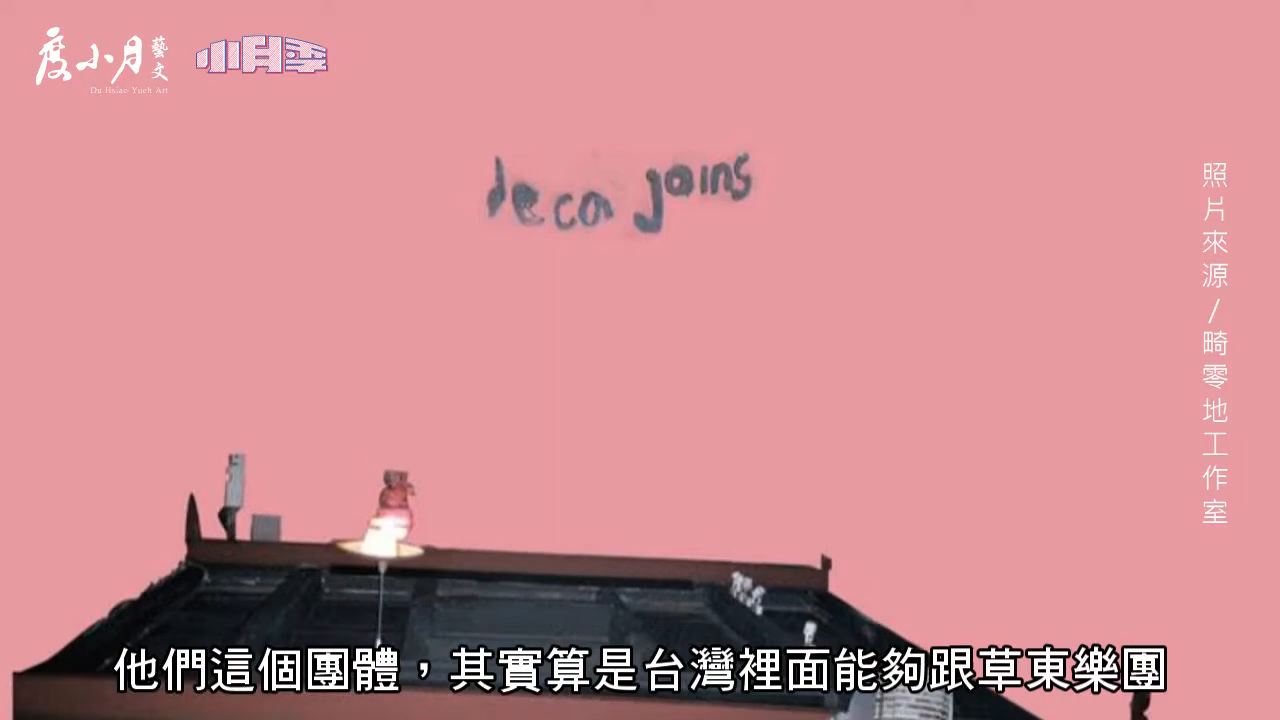 度小月
藝文
Du Hsiao Yueh Art
小月季
deca joins
照片來源/畸零地工作室
他們這個團體，其實算是台灣裡面能夠跟草東樂團